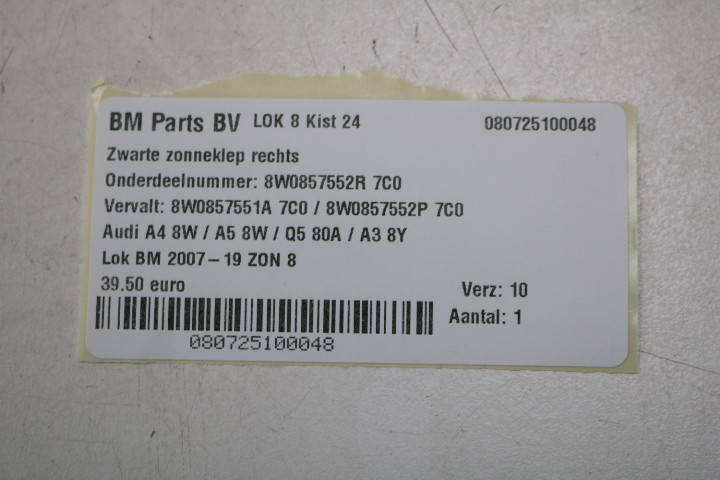 BM Parts BV LOK 8 Kist 24 080725100048
Zwarte zonneklep rechts
Onderdeelnummer: 8W0857552R 7C0
Vervalt: 8W0857551A 7C0 / 8W0857552P 7C0
Audi A4 8W / A5 8W / Q5 80A / A3 8Y
Lok BM 2007-19 ZON 8
39.50 euro Verz: 10
Aantal: 1
080725100048